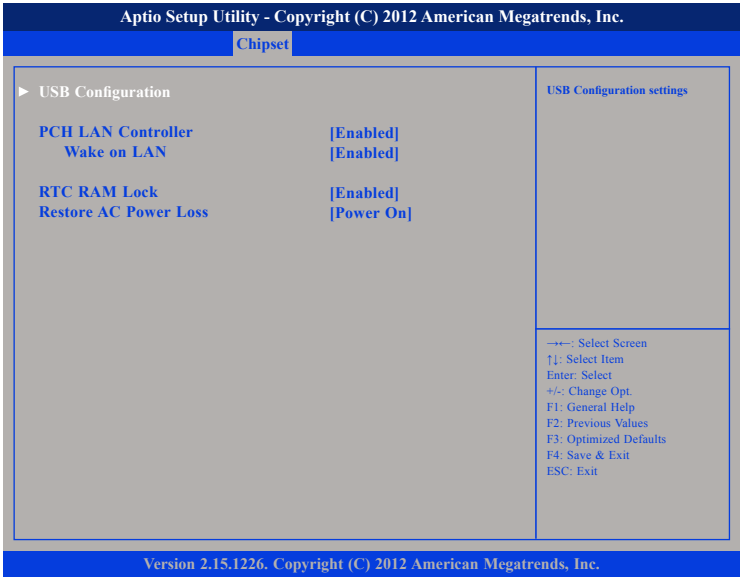 Aptio Setup Utility - Copyright (C) 2012 American Megatrends, Inc.
Chipset
► USB Configuration
PCH LAN Controller [Enabled]
Wake on LAN [Enabled]
RTC RAM Lock [Enabled]
Restore AC Power Loss [Power On]
USB Configuration settings
→←: Select Screen
↑↓: Select Item
Enter: Select
+/-: Change Opt.
F1: General Help
F2: Previous Values
F3: Optimized Defaults
F4: Save & Exit
ESC: Exit
Version 2.15.1226. Copyright (C) 2012 American Megatrends, Inc.